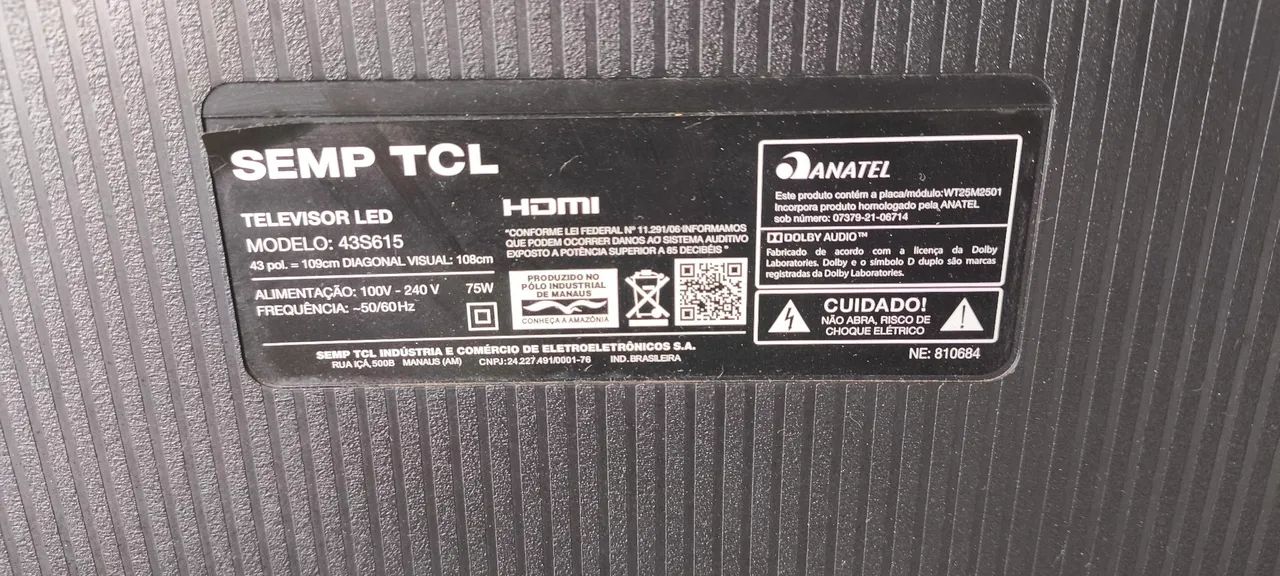 SEMP TCL
TELEVISOR LED
MODELO: 43S615
43 pol. = 109cm DIAGONAL VISUAL: 108cm
ALIMENTAÇÃO: 100V - 240 V 75W
FREQUÊNCIA: ~50/60Hz
HDMI
"CONFORME LEI FEDERAL Nº 11.291/06-INFORMAMOS
QUE PODEM OCORRER DANOS AO SISTEMA AUDITIVO
EXPOSTO A POTÊNCIA SUPERIOR A 85 DECIBÉIS"
PRODUZIDO NO
PÓLO INDUSTRIAL
DE MANAUS
CONHEÇA A AMAZÔNIA
ANATEL
Este produto contém a placa/módulo: WT25M2501
Incorpora produto homologado pela ANATEL
sob número: 07379-21-06714
DOLBY AUDIO™
Fabricado de acordo com a licença da Dolby
Laboratories. Dolby e o símbolo D duplo são marcas
registradas da Dolby Laboratories.
CUIDADO!
NÃO ABRA, RISCO DE
CHOQUE ELÉTRICO
SEMP TCL INDÚSTRIA E COMÉRCIO DE ELETROELETRÔNICOS S.A.
RUA IÇÁ, 500B MANAUS (AM) CNPJ: 24.227.491/0001-76 IND. BRASILEIRA
NE: 810684